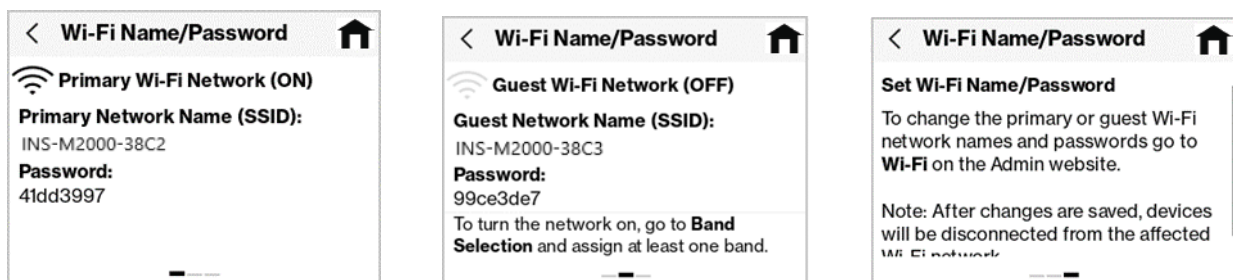 Wi-Fi Name/Password
Primary Wi-Fi Network (ON)
Primary Network Name (SSID):
INS-M2000-38C2
Password:
41dd3997
Wi-Fi Name/Password
Guest Wi-Fi Network (OFF)
Guest Network Name (SSID):
INS-M2000-38C3
Password:
99ce3de7
To turn the network on, go to Band
Selection and assign at least one band.
Wi-Fi Name/Password
Set Wi-Fi Name/Password
To change the primary or guest Wi-Fi
network names and passwords go to
Wi-Fi on the Admin website.
Note: After changes are saved, devices
will be disconnected from the affected
Wi-Fi network